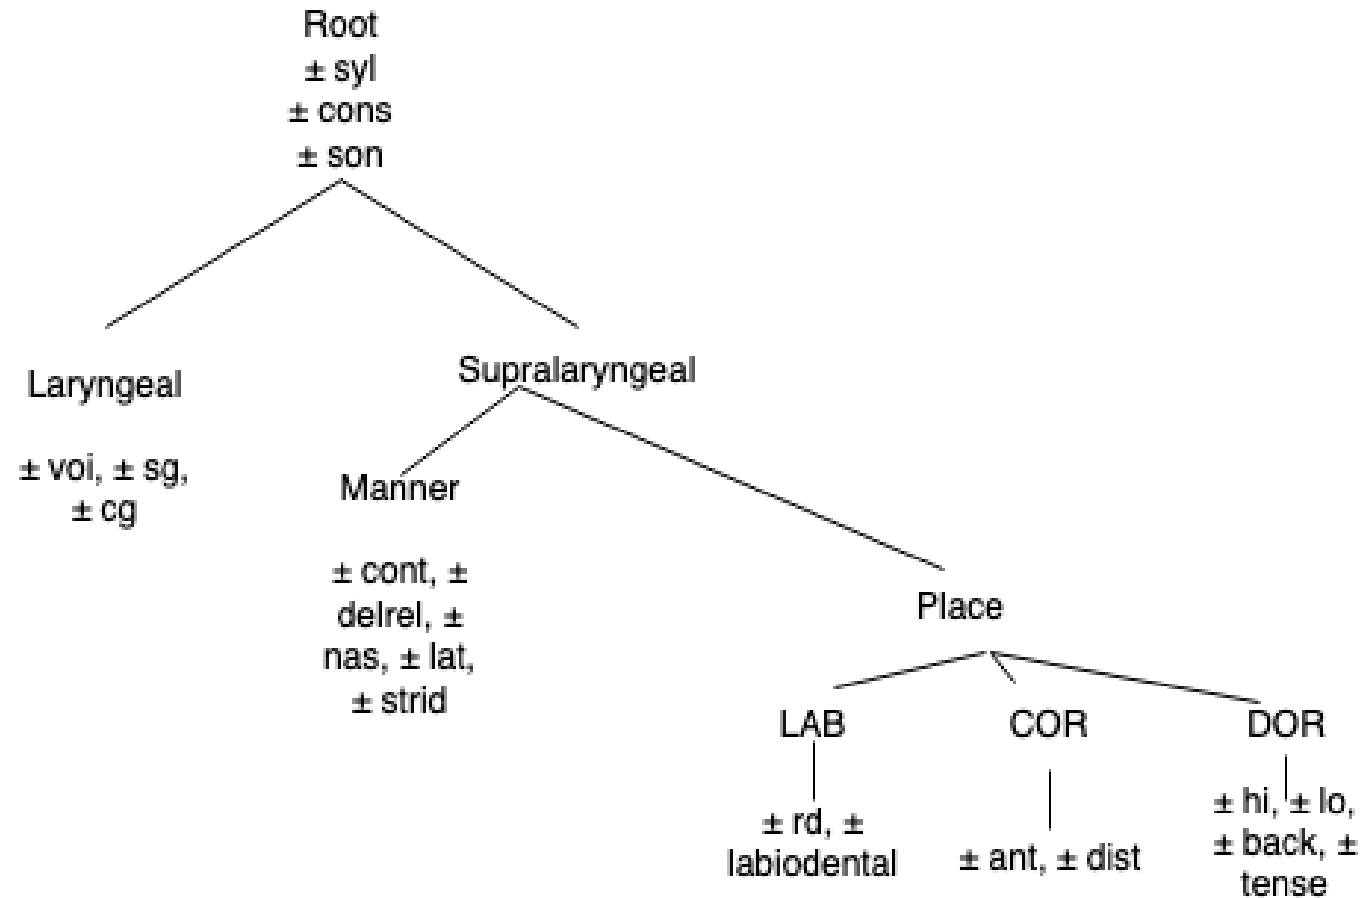 Root
± syl
± cons
± son
Laryngeal
± voi, ± sg,
± cg
Supralaryngeal
Manner
± cont, ±
delrel, ±
nas, ± lat,
± strid
Place
LAB
± rd, ±
labiodental
COR
± ant, ± dist
DOR
± hi, ± lo,
± back, ±
tense